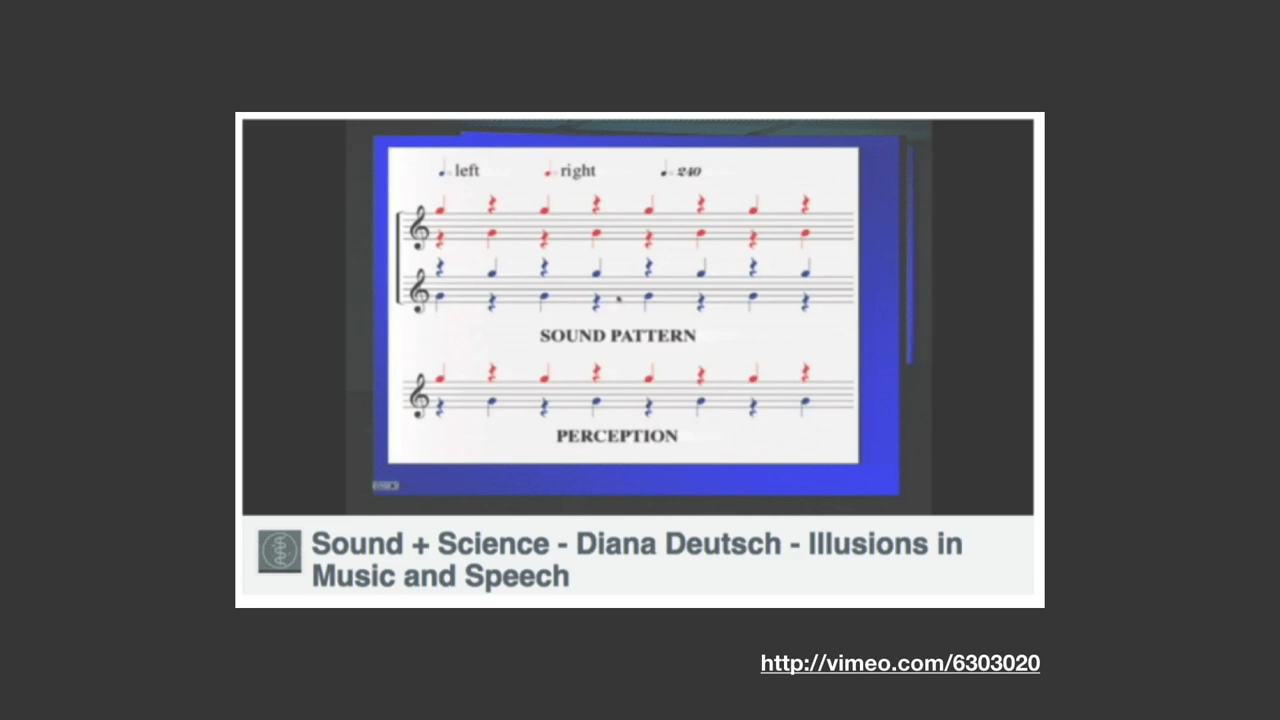 left right 240
SOUND PATTERN
PERCEPTION
Sound + Science - Diana Deutsch - Illusions in
Music and Speech
http://vimeo.com/6303020